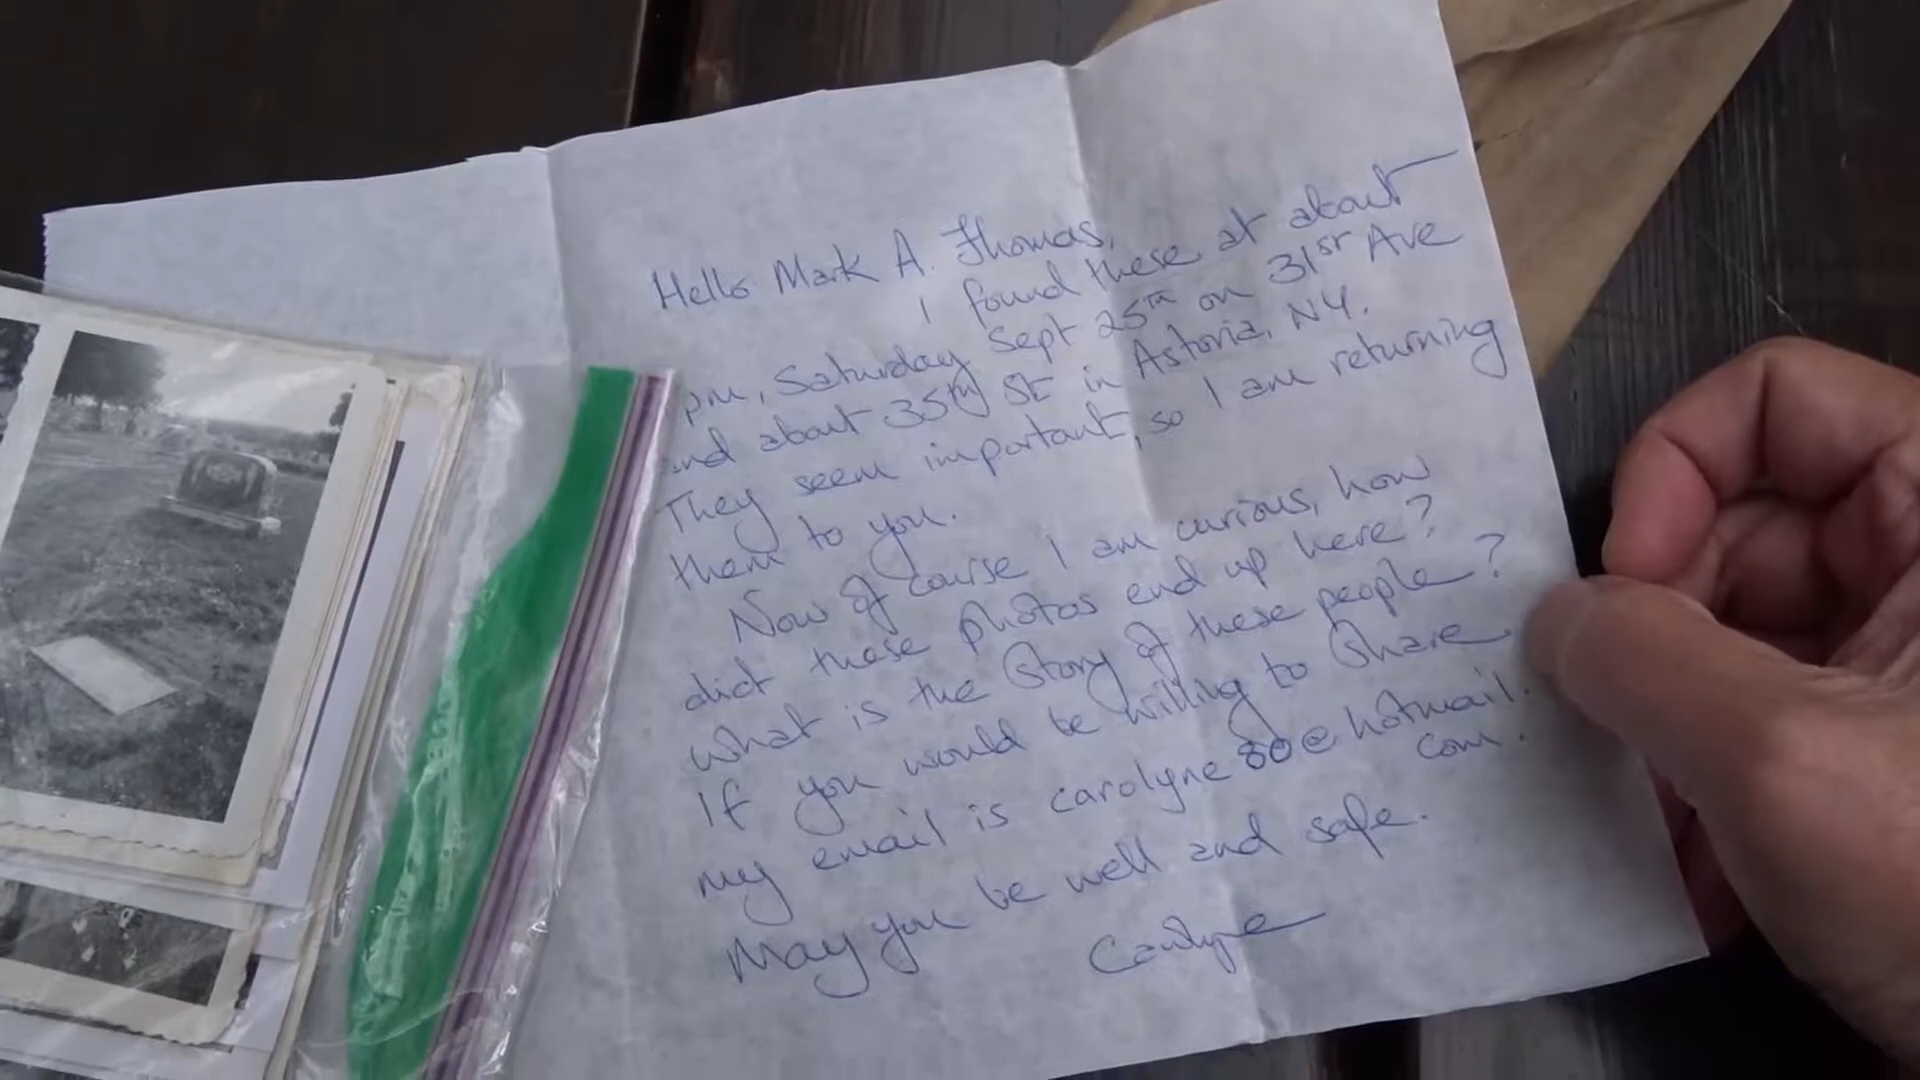 Hello Mark A. Thomas,
I found these at about
pm, Saturday Sept 25th on 31st Ave
and about 35th St in Astoria, NY.
They seem important, so I am returning
them to you.
Now of course I am curious, how
did these photos end up here?
What is the story of these people?
If you would be willing to share
my email is carolyne80@hotmail.
com.
May you be well and safe.
Carolyne